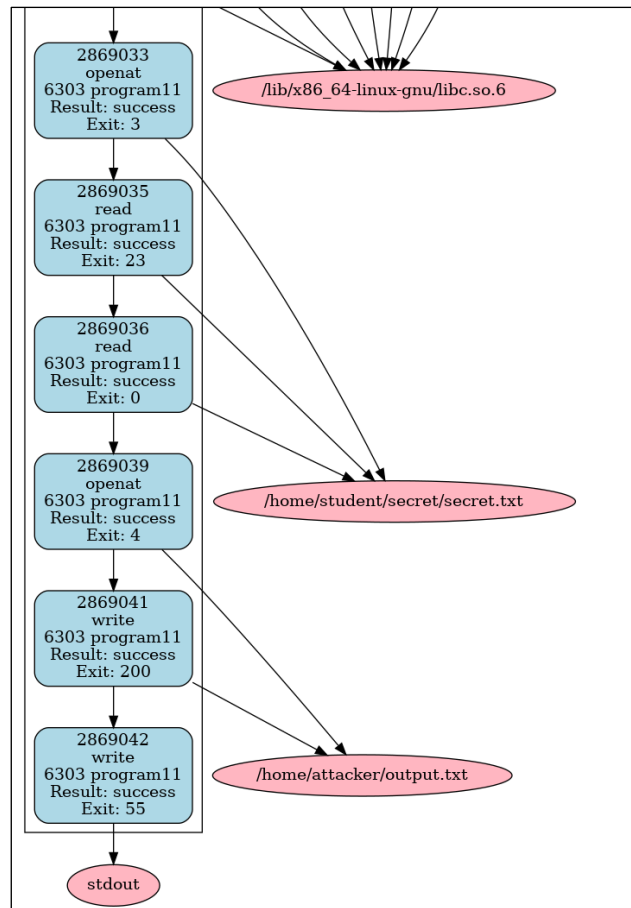 2869033
openat
6303 program11
Result: success
Exit: 3
/lib/x86_64-linux-gnu/libc.so.6
2869035
read
6303 program11
Result: success
Exit: 23
2869036
read
6303 program11
Result: success
Exit: 0
2869039
openat
6303 program11
Result: success
Exit: 4
/home/student/secret/secret.txt
2869041
write
6303 program11
Result: success
Exit: 200
2869042
write
6303 program11
Result: success
Exit: 55
/home/attacker/output.txt
stdout